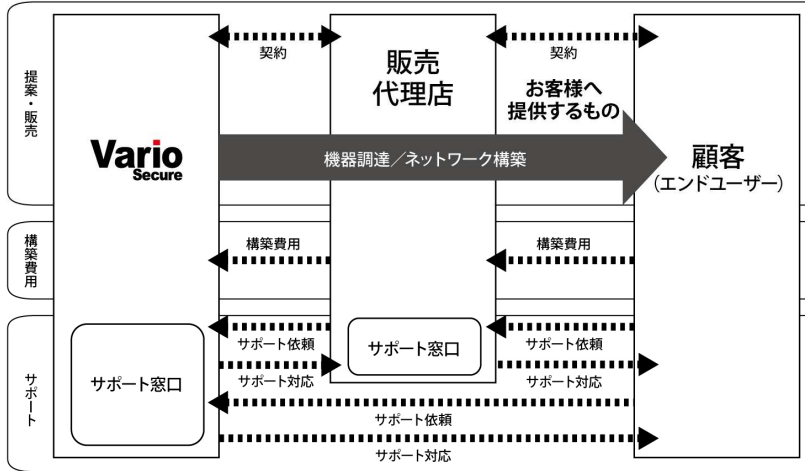 提案・販売
契約
販売
代理店
契約
お客様へ
提供するもの
Vario
Secure
機器調達／ネットワーク構築
顧客
（エンドユーザー）
構築費用
構築費用
構築費用
サポート
サポート窓口
サポート依頼
サポート対応
サポート窓口
サポート依頼
サポート対応
サポート依頼
サポート対応